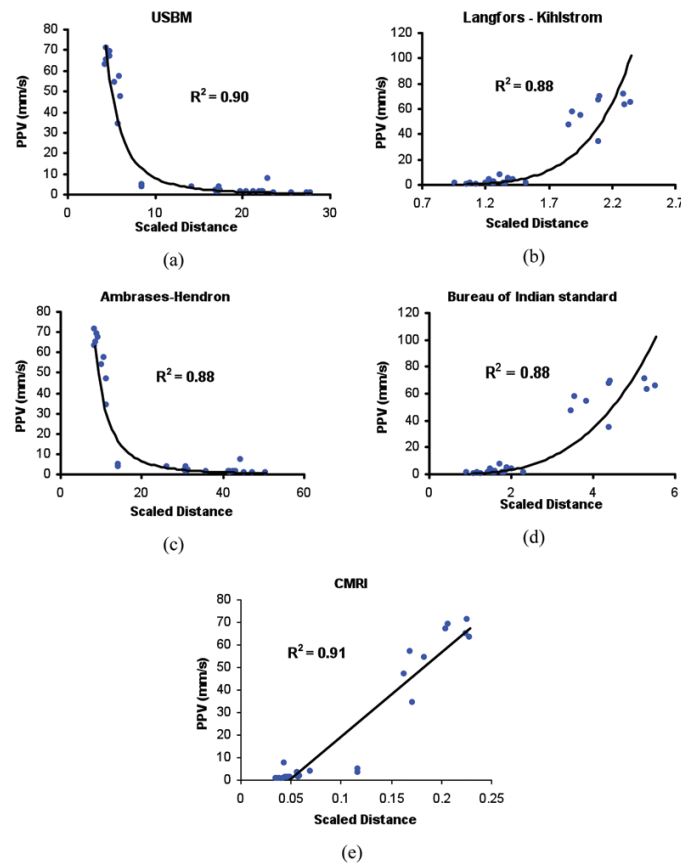 USBM
80
70
60
50
40
30
20
10
0
PPV (mm/s)
R² = 0.90
0 10 20 30
Scaled Distance
(a)
Langfors - Kihlstrom
120
100
80
60
40
20
0
PPV (mm/s)
R² = 0.88
0.7 1.2 1.7 2.2 2.7
Scaled Distance
(b)
Ambrases-Hendron
80
70
60
50
40
30
20
10
0
PPV (mm/s)
R² = 0.88
0 20 40 60
Scaled Distance
(c)
Bureau of Indian standard
120
100
80
60
40
20
0
PPV (mm/s)
R² = 0.88
0 2 4 6
Scaled Distance
(d)
CMRI
80
70
60
50
40
30
20
10
0
PPV (mm/s)
R² = 0.91
0 0.05 0.1 0.15 0.2 0.25
Scaled Distance
(e)